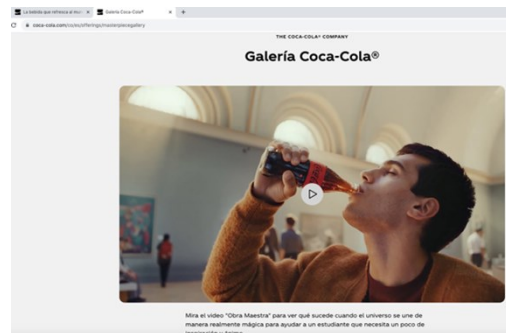 La bebida que refresca al mun
Galería Coca-Cola®
coca-cola.com/co/es/offerings/masterpiecegallery
THE COCA-COLA® COMPANY
Galería Coca-Cola®
Mira el video "Obra Maestra" para ver qué sucede cuando el universo se une de
manera realmente mágica para ayudar a un estudiante que necesita un poco de